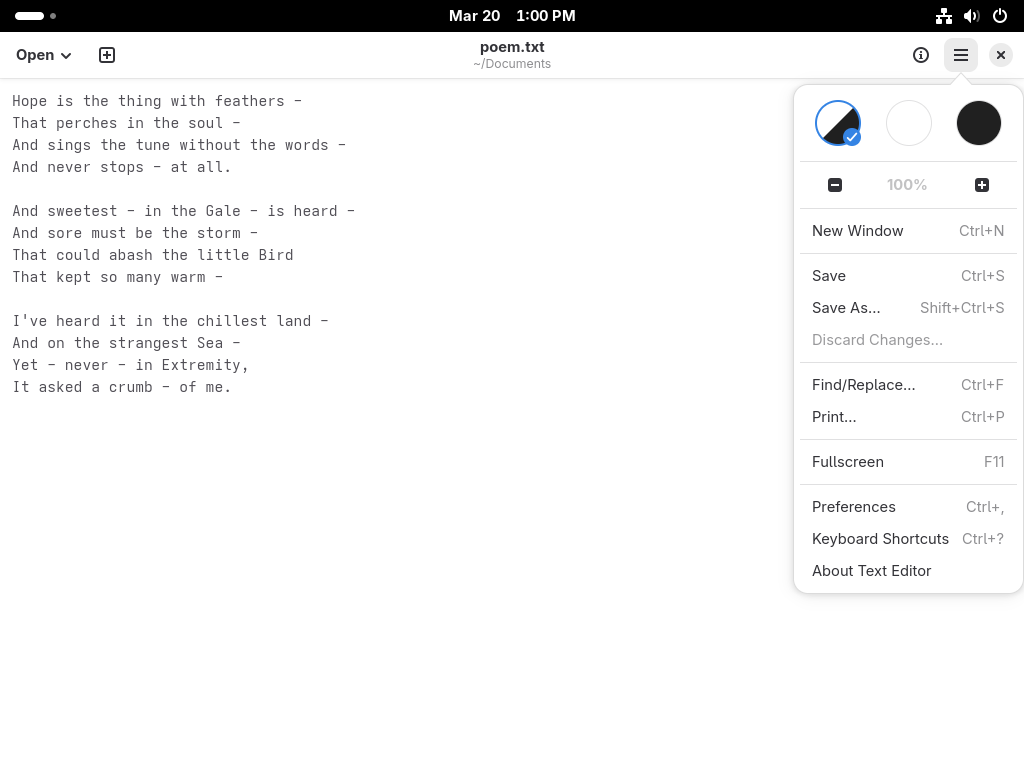 Mar 20 1:00 PM
Open
poem.txt
~/Documents
Hope is the thing with feathers –
That perches in the soul –
And sings the tune without the words –
And never stops – at all.
And sweetest – in the Gale – is heard –
And sore must be the storm –
That could abash the little Bird
That kept so many warm –
I've heard it in the chillest land –
And on the strangest Sea –
Yet – never – in Extremity,
It asked a crumb – of me.
100%
New Window Ctrl+N
Save Ctrl+S
Save As... Shift+Ctrl+S
Discard Changes...
Find/Replace... Ctrl+F
Print... Ctrl+P
Fullscreen F11
Preferences Ctrl+,
Keyboard Shortcuts Ctrl+?
About Text Editor